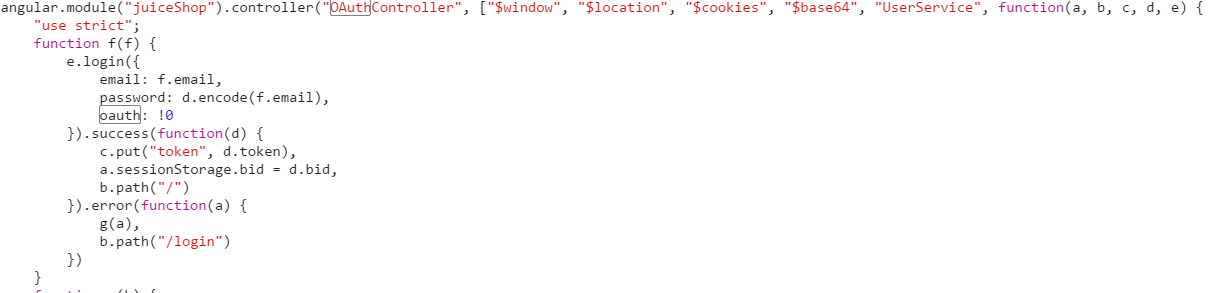 angular.module("juiceShop").controller("OAuthController", ["$window", "$location", "$cookies", "$base64", "UserService", function(a, b, c, d, e) {
    "use strict";
    function f(f) {
        e.login({
            email: f.email,
            password: d.encode(f.email),
            oauth: !0
        }).success(function(d) {
            c.put("token", d.token),
            a.sessionStorage.bid = d.bid,
            b.path("/")
        }).error(function(a) {
            g(a),
            b.path("/login")
        })
    }